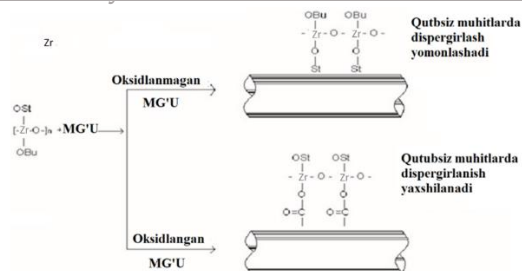 Zr
OSt
[-Zr-O-]n +MG'U
OBu
Oksidlanmagan
MG'U
OBu OBu
- Zr - O - Zr - O -
O O
St St
Qutbsiz muhitlarda
dispergirlash
yomonlashadi
Oksidlangan
MG'U
OSt OSt
- Zr - O - Zr - O -
O O
O=C O=C
Qutubsiz muhitlarda
dispergirlanish
yaxshilanadi